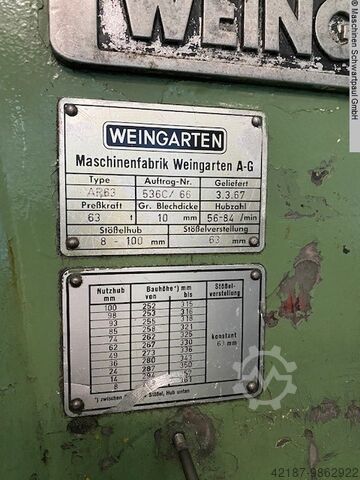 WEING
WEINGARTEN
Maschinenfabrik Weingarten A-G
Type Auftrag-Nr. Geliefert
AR63 536C/ 66 3.3.67
Preßkraft Gr. Blechdicke Hubzahl
63 t 10 mm 56-84 /min
Stößelhub Stößelverstellung
8 - 100 mm 63 mm
Nutzhub mm Bauhöhe*) mm von bis Stößel-verstellung
100 252 315
98 253 316
93 255 318
85 258 321
74 262 325
62 267 330
49 273 336
36 280 343
24 287 350
14 294
8 361
konstant
63 mm
*) zwischen Stößel, Hub unten
© Maschinen Schwartpaul GmbH
42187-9862922